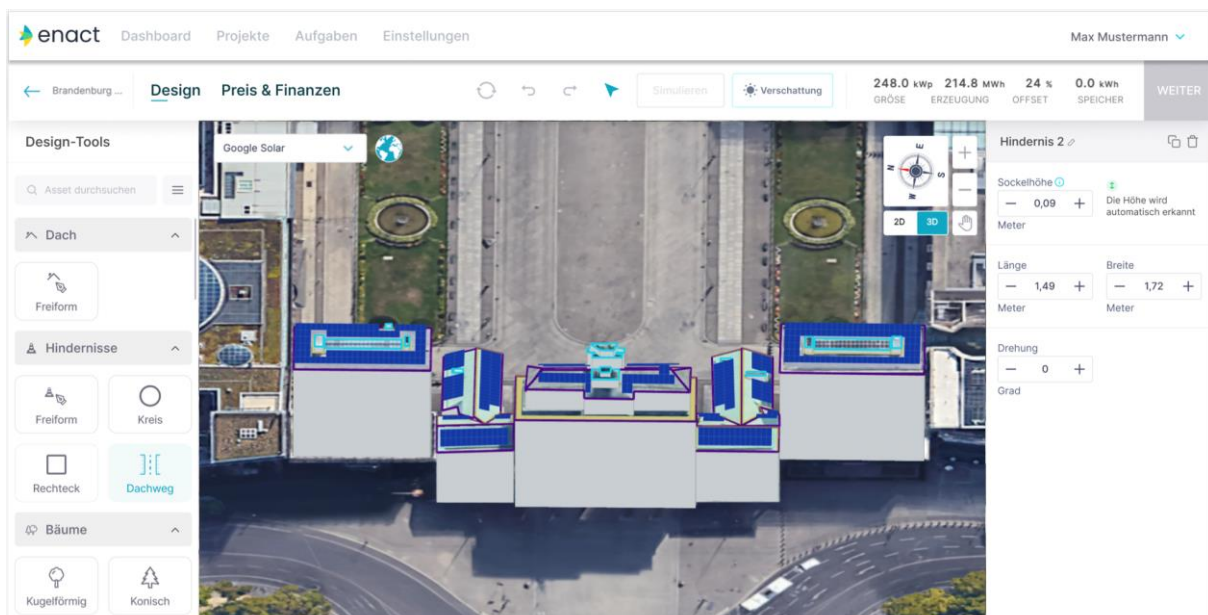 enact
Dashboard
Projekte
Aufgaben
Einstellungen
Max Mustermann
Brandenburg ...
Design
Preis & Finanzen
Simulieren
Verschattung
248.0 kWp 214.8 MWh 24 % 0.0 kWh
GRÖSE ERZEUGUNG OFFSET SPEICHER
WEITER
Design-Tools
Asset durchsuchen
Dach
Freiform
Hindernisse
Freiform
Kreis
Rechteck
Dachweg
Bäume
Kugelförmig
Konisch
Google Solar
E
N
S
W
2D
3D
Hindernis 2
Sockelhöhe
0,09
Meter
Die Höhe wird
automatisch erkannt
Länge
1,49
Meter
Breite
1,72
Meter
Drehung
0
Grad